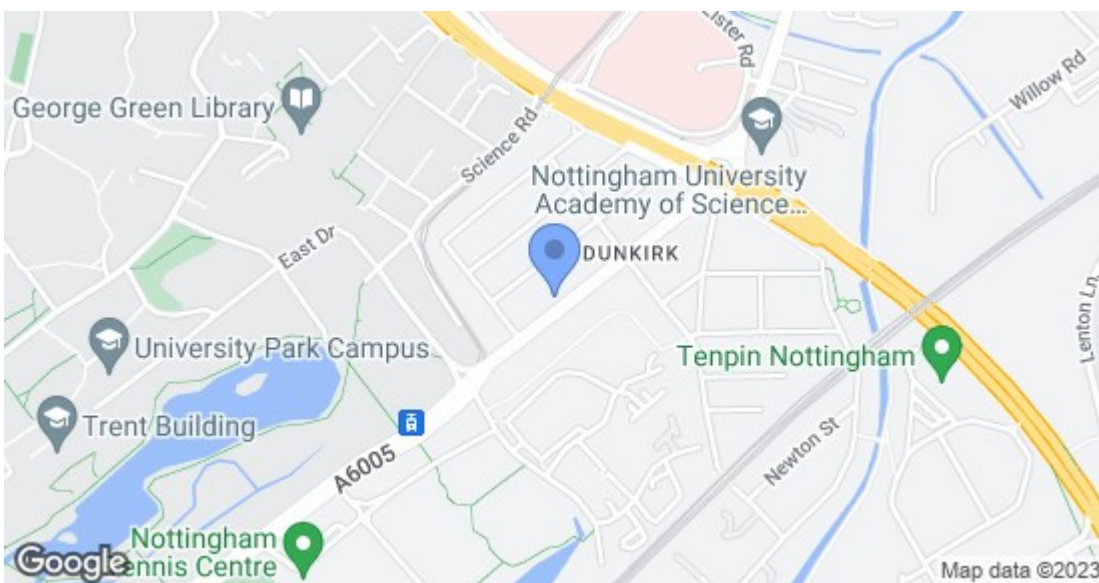 Lister Rd
George Green Library
Science Rd
Willow Rd
Nottingham University
Academy of Science...
DUNKIRK
East Dr
Lenton Ln
University Park Campus
Tenpin Nottingham
Trent Building
Newton St
A6005
Nottingham
Tennis Centre
Google
Map data ©2023